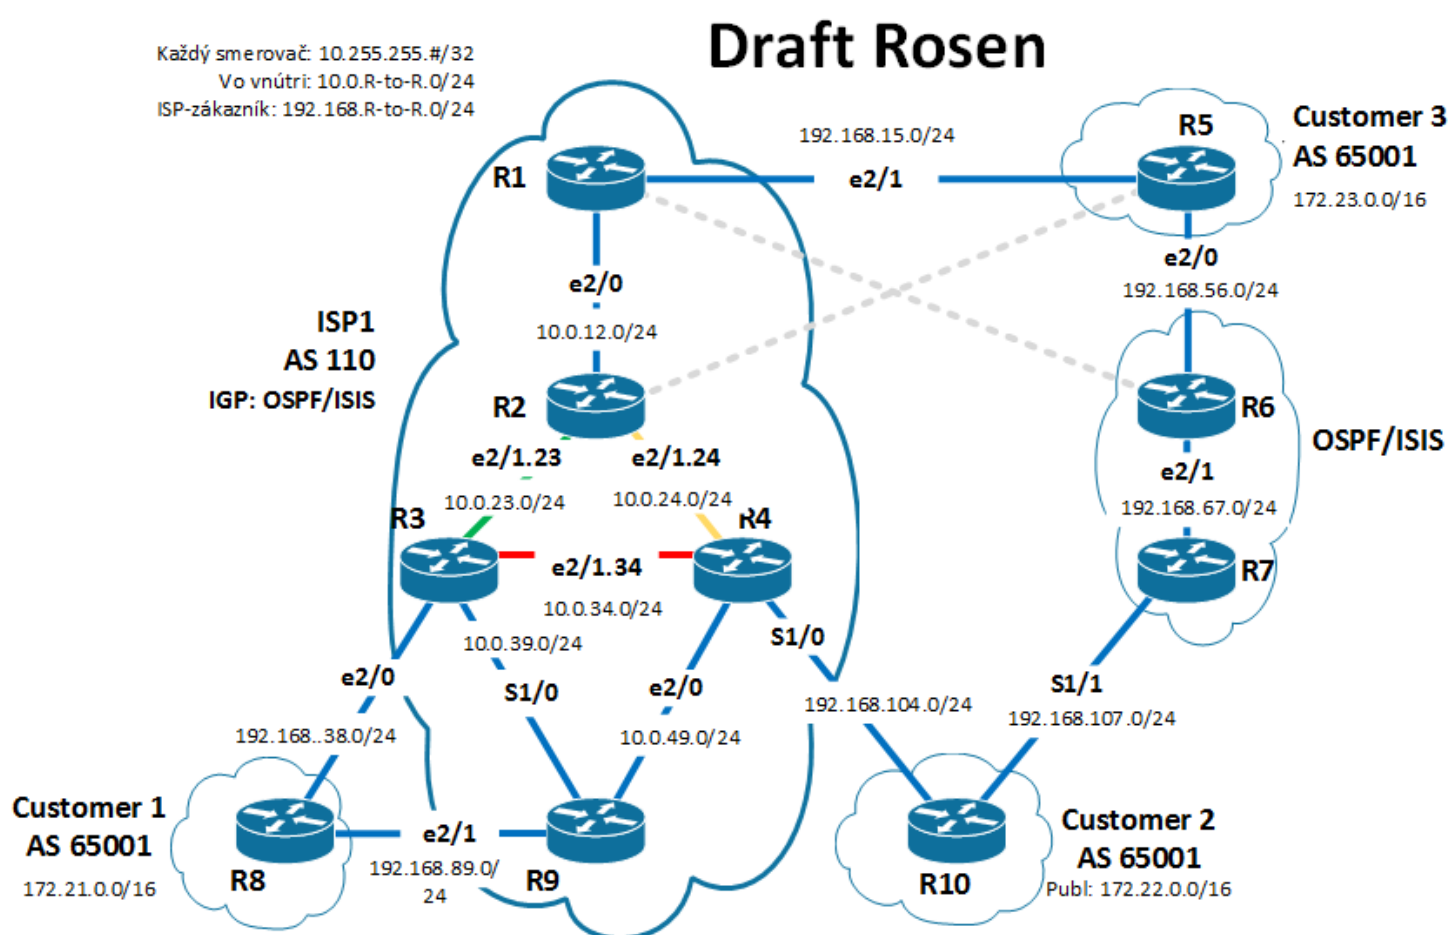 Draft Rosen
Každý smerovač: 10.255.255.#/32
Vo vnútri: 10.0.R-to-R.0/24
ISP-zákazník: 192.168.R-to-R.0/24
R1
192.168.15.0/24
e2/1
R5
Customer 3
AS 65001
172.23.0.0/16
e2/0
10.0.12.0/24
e2/0
192.168.56.0/24
ISP1
AS 110
IGP: OSPF/ISIS
R2
R6
OSPF/ISIS
e2/1.23
e2/1.24
10.0.23.0/24
10.0.24.0/24
e2/1
192.168.67.0/24
R3
R4
e2/1.34
10.0.34.0/24
R7
10.0.39.0/24
S1/0
e2/0
S1/0
e2/0
S1/1
192.168..38.0/24
10.0.49.0/24
192.168.104.0/24
192.168.107.0/24
Customer 1
AS 65001
172.21.0.0/16
R8
e2/1
192.168.89.0/
24
R9
R10
Customer 2
AS 65001
Publ: 172.22.0.0/16